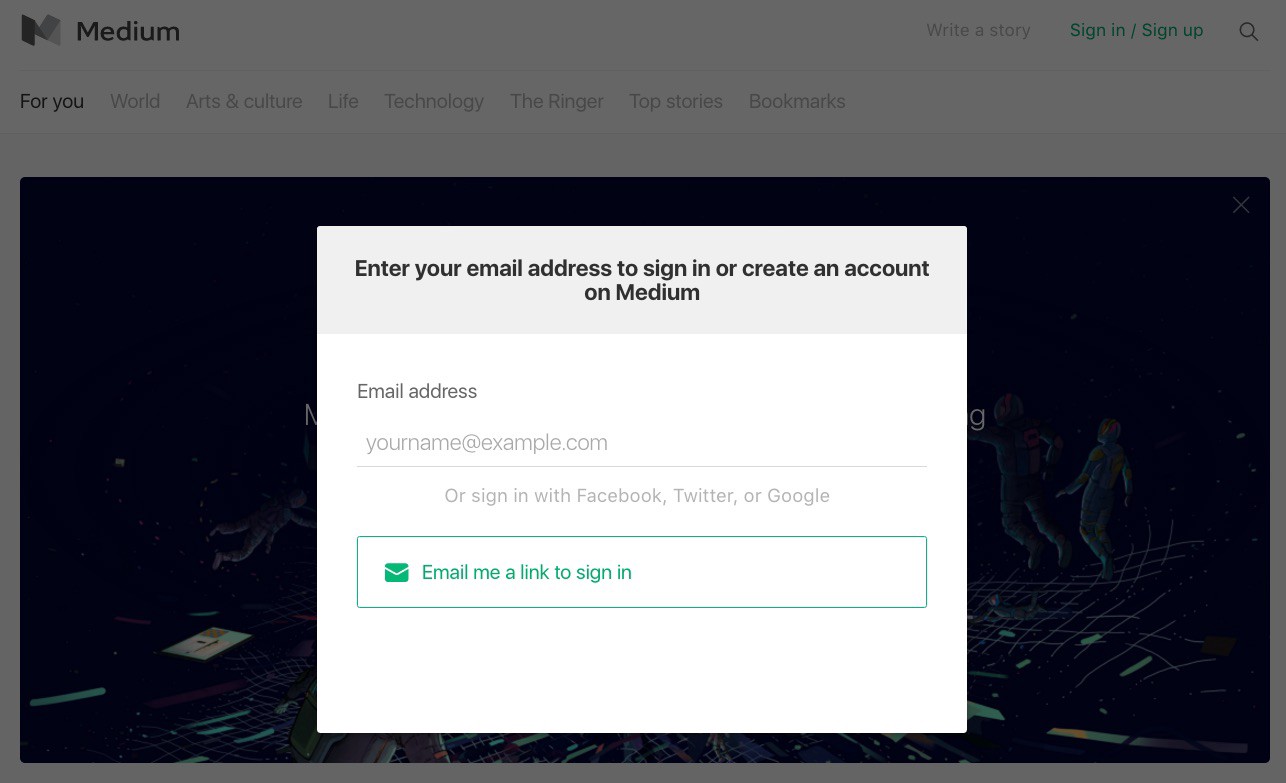 Medium
Write a story
Sign in / Sign up
For you
World
Arts & culture
Life
Technology
The Ringer
Top stories
Bookmarks
Enter your email address to sign in or create an account
on Medium
Email address
yourname@example.com
Or sign in with Facebook, Twitter, or Google
Email me a link to sign in